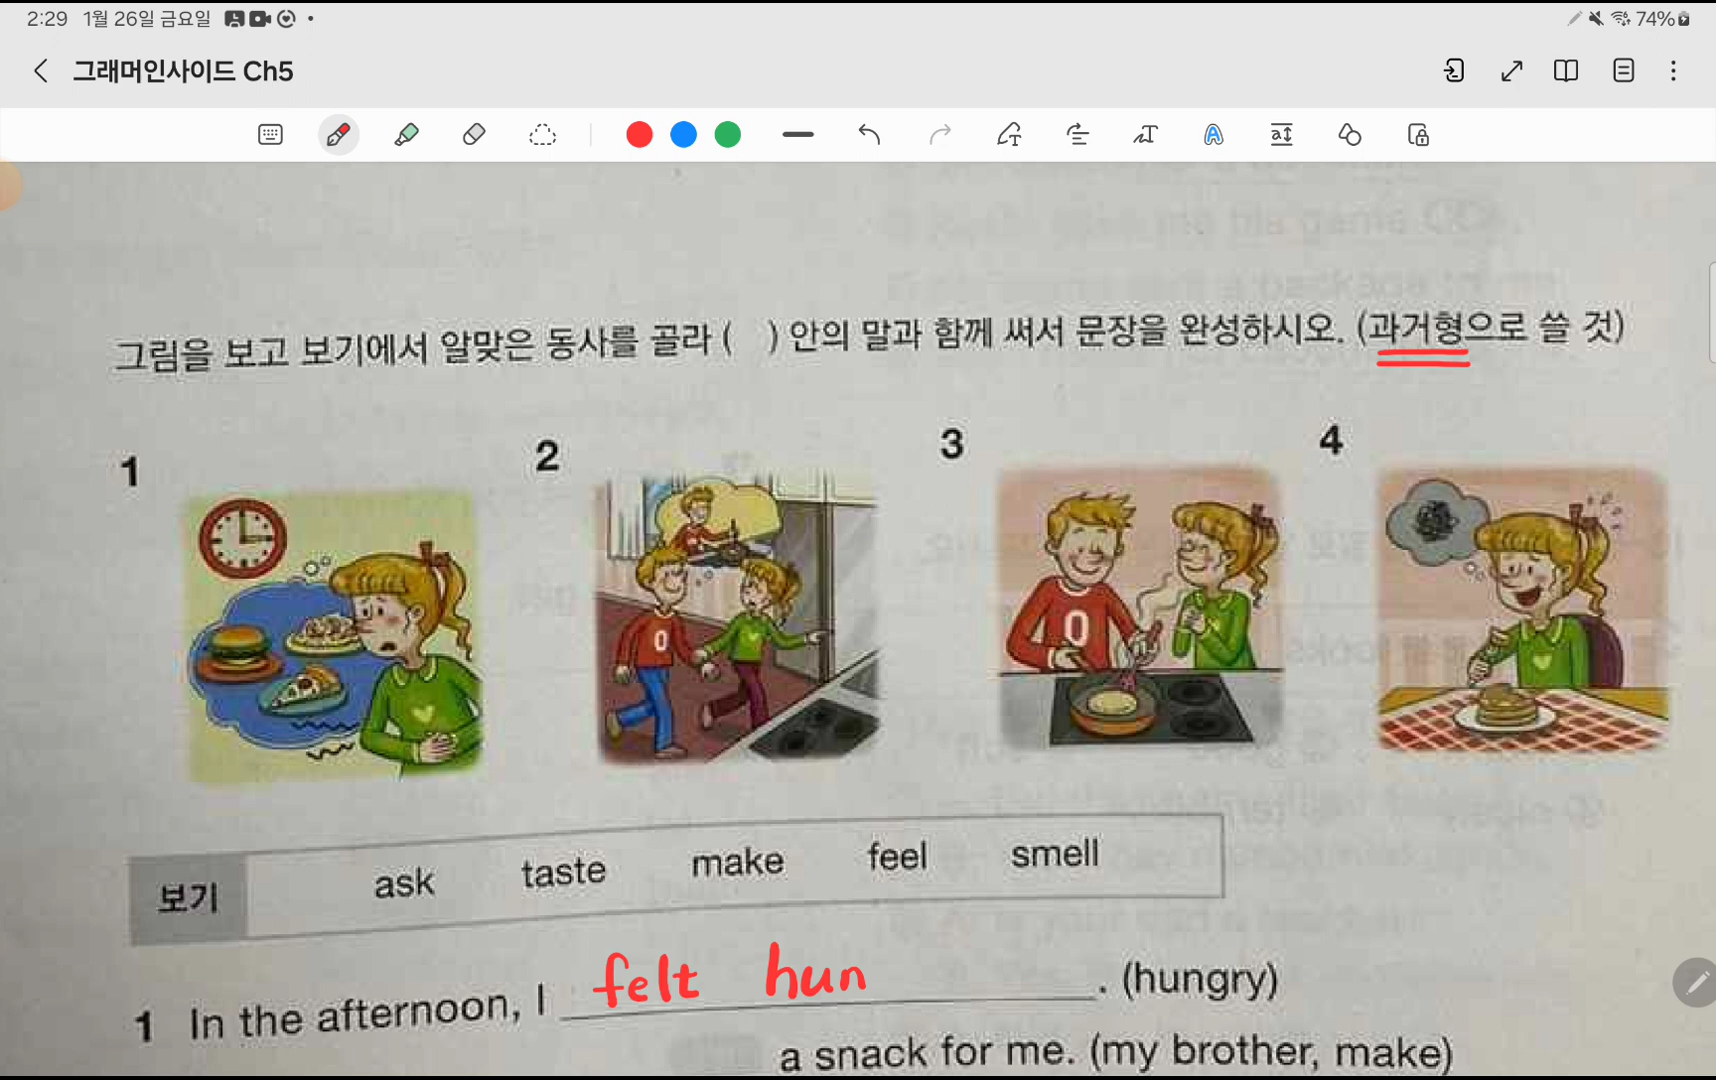 2:29 1월 26일 금요일
74%
그래머인사이드 Ch5
그림을 보고 보기에서 알맞은 동사를 골라 ( ) 안의 말과 함께 써서 문장을 완성하시오. (과거형으로 쓸 것)
1 2 3 4
보기 ask taste make feel smell
1 In the afternoon, I felt hun . (hungry)
a snack for me. (my brother, make)